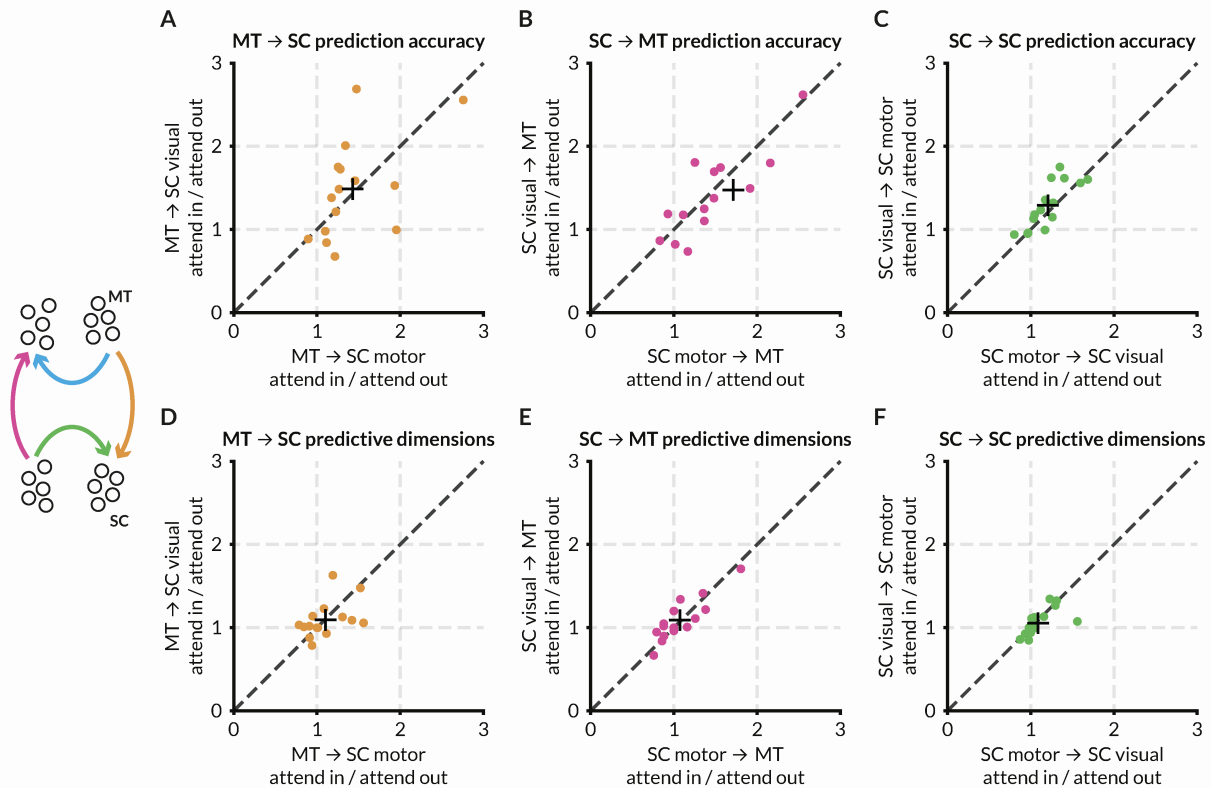 A
MT → SC prediction accuracy
3
2
1
0
0
1
2
3
MT → SC visual
attend in / attend out
MT → SC motor
attend in / attend out
B
SC → MT prediction accuracy
3
2
1
0
0
1
2
3
SC visual → MT
attend in / attend out
SC motor → MT
attend in / attend out
C
SC → SC prediction accuracy
3
2
1
0
0
1
2
3
SC visual → SC motor
attend in / attend out
SC motor → SC visual
attend in / attend out
MT
SC
D
MT → SC predictive dimensions
3
2
1
0
0
1
2
3
MT → SC visual
attend in / attend out
MT → SC motor
attend in / attend out
E
SC → MT predictive dimensions
3
2
1
0
0
1
2
3
SC visual → MT
attend in / attend out
SC motor → MT
attend in / attend out
F
SC → SC predictive dimensions
3
2
1
0
0
1
2
3
SC visual → SC motor
attend in / attend out
SC motor → SC visual
attend in / attend out